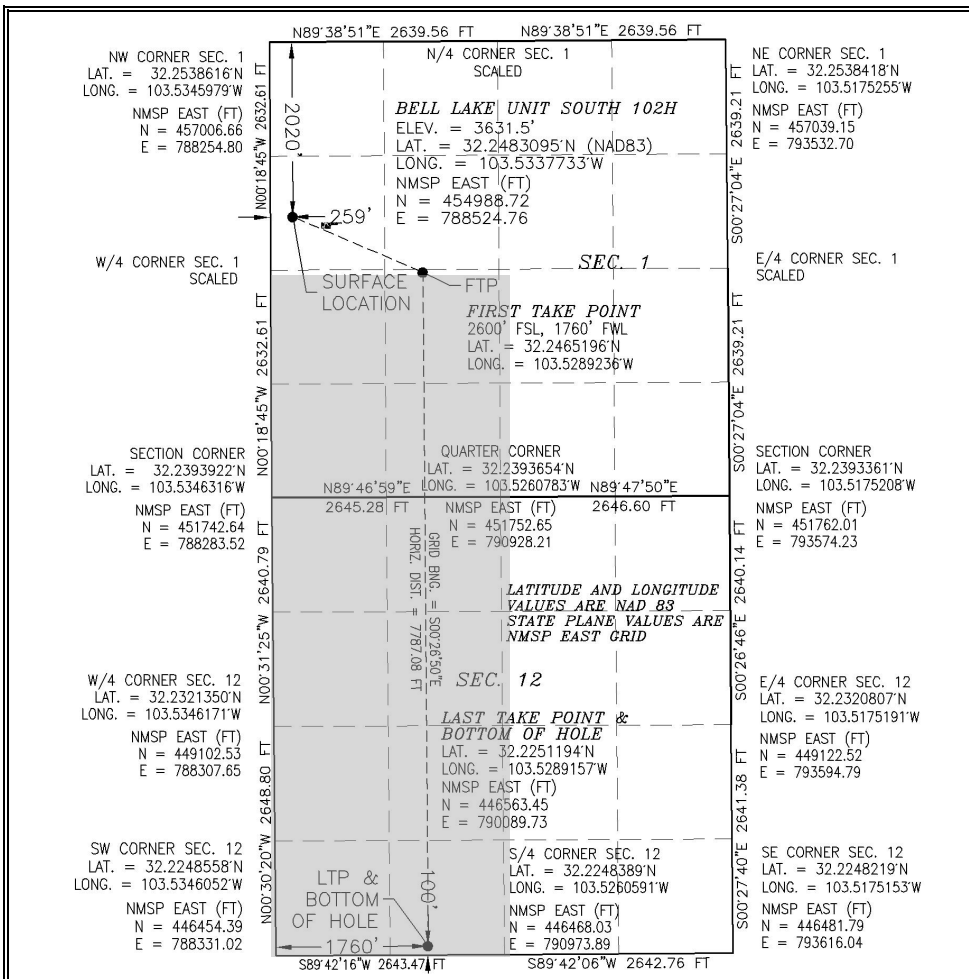 N89°38'51"E 2639.56 FT
N89°38'51"E 2639.56 FT
NW CORNER SEC. 1
LAT. = 32.2538616°N
LONG. = 103.5345979°W
NMSP EAST (FT)
N = 457006.66
E = 788254.80
N/4 CORNER SEC. 1
SCALED
NE CORNER SEC. 1
LAT. = 32.2538418°N
LONG. = 103.5175255°W
NMSP EAST (FT)
N = 457039.15
E = 793532.70
N00°18'45"W 2632.61 FT
2020'
BELL LAKE UNIT SOUTH 102H
ELEV. = 3631.5'
LAT. = 32.2483095°N (NAD83)
LONG. = 103.5337733°W
NMSP EAST (FT)
N = 454988.72
E = 788524.76
S00°27'04"E 2639.21 FT
259'
W/4 CORNER SEC. 1
SCALED
SEC. 1
E/4 CORNER SEC. 1
SCALED
SURFACE
LOCATION
FTP
FIRST TAKE POINT
2600' FSL, 1760' FWL
LAT. = 32.2465196°N
LONG. = 103.5289236°W
N00°18'45"W 2632.61 FT
S00°27'04"E 2639.21 FT
SECTION CORNER
LAT. = 32.2393922°N
LONG. = 103.5346316°W
NMSP EAST (FT)
N = 451742.64
E = 788283.52
QUARTER CORNER
LAT. = 32.2393654°N
LONG. = 103.5260783°W
N89°46'59"E
2645.28 FT
N89°47'50"E
2646.60 FT
NMSP EAST (FT)
N = 451752.65
E = 790928.21
SECTION CORNER
LAT. = 32.2393361°N
LONG. = 103.5175208°W
NMSP EAST (FT)
N = 451762.01
E = 793574.23
N00°31'25"W 2640.79 FT
GRID BNG. = S00°26'50"E
HORIZ. DIST. = 7787.08 FT
LATITUDE AND LONGITUDE
VALUES ARE NAD 83
STATE PLANE VALUES ARE
NMSP EAST GRID
S00°26'46"E 2640.14 FT
W/4 CORNER SEC. 12
LAT. = 32.2321350°N
LONG. = 103.5346171°W
NMSP EAST (FT)
N = 449102.53
E = 788307.65
SEC. 12
E/4 CORNER SEC. 12
LAT. = 32.2320807°N
LONG. = 103.5175191°W
NMSP EAST (FT)
N = 449122.52
E = 793594.79
LAST TAKE POINT &
BOTTOM OF HOLE
LAT. = 32.2251194°N
LONG. = 103.5289157°W
NMSP EAST (FT)
N = 446563.45
E = 790089.73
N00°30'20"W 2648.80 FT
S00°27'40"E 2641.38 FT
SW CORNER SEC. 12
LAT. = 32.2248558°N
LONG. = 103.5346052°W
NMSP EAST (FT)
N = 446454.39
E = 788331.02
LTP &
BOTTOM
OF HOLE
100'
1760'
S/4 CORNER SEC. 12
LAT. = 32.2248389°N
LONG. = 103.5260591°W
NMSP EAST (FT)
N = 446468.03
E = 790973.89
SE CORNER SEC. 12
LAT. = 32.2248219°N
LONG. = 103.5175153°W
NMSP EAST (FT)
N = 446481.79
E = 793616.04
S89°42'16"W 2643.47 FT
S89°42'06"W 2642.76 FT